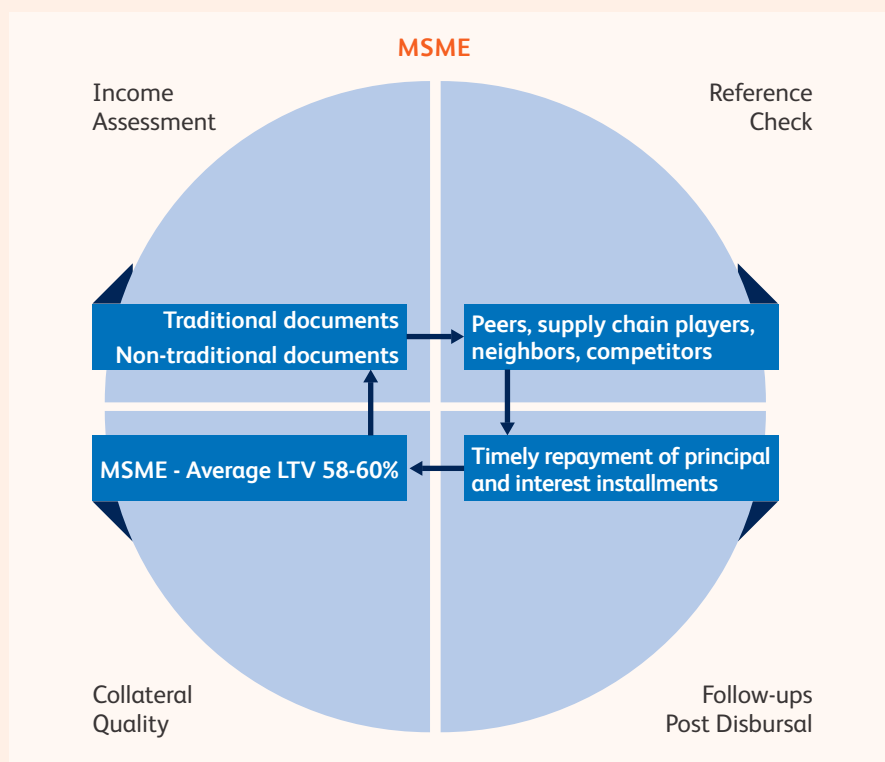 MSME
Income
Assessment
Reference
Check
Traditional documents
Non-traditional documents
Peers, supply chain players,
neighbors, competitors
MSME - Average LTV 58-60%
Timely repayment of principal
and interest installments
Collateral
Quality
Follow-ups
Post Disbursal